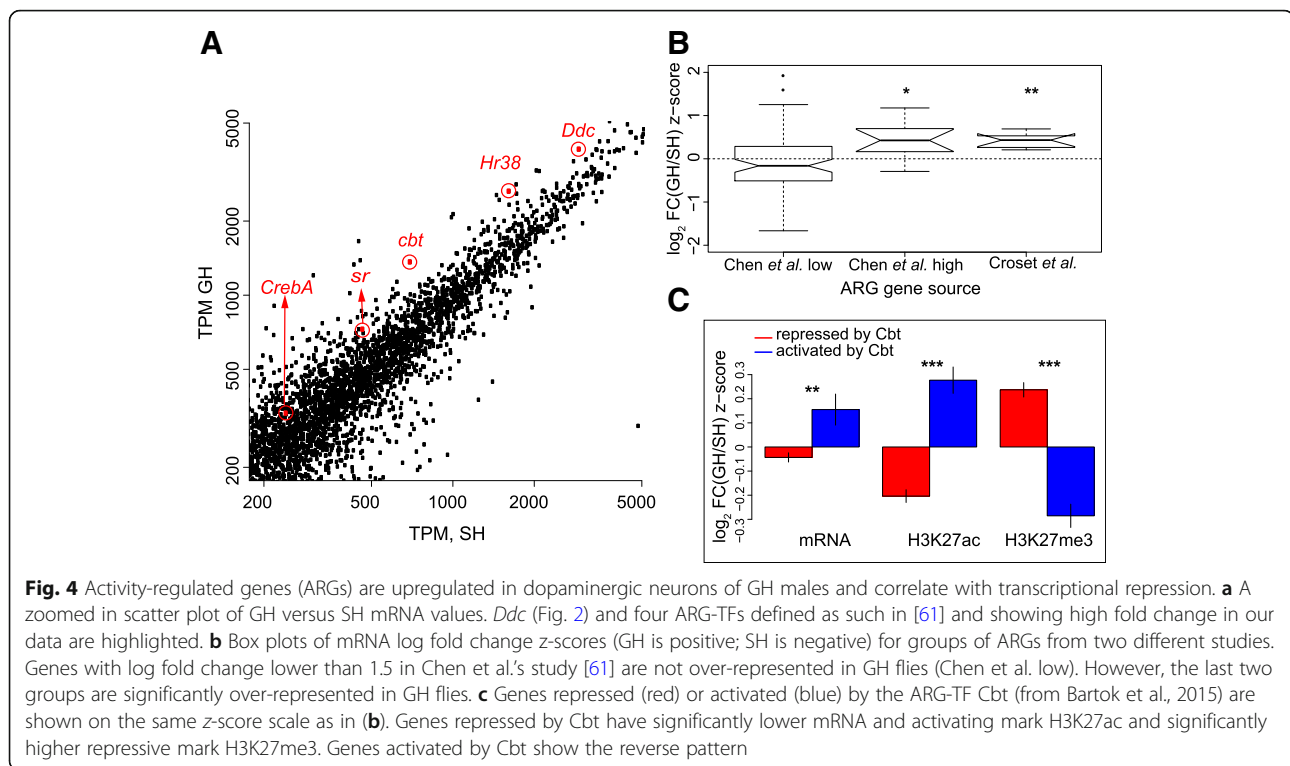 A
TPM GH
5000
2000
1000
500
200
CrebA
sr
cbt
Hr38
Ddc
200 500 1000 2000 5000
TPM, SH
B
log2 FC(GH/SH) z−score
2
1
0
−1
−2
*
**
Chen et al. low Chen et al. high Croset et al.
ARG gene source
C
repressed by Cbt
activated by Cbt
log2 FC(GH/SH) z−score
0.3
0.2
0.1
0
−0.1
−0.2
−0.3
**
***
***
mRNA H3K27ac H3K27me3
Fig. 4 Activity-regulated genes (ARGs) are upregulated in dopaminergic neurons of GH males and correlate with transcriptional repression. a A
zoomed in scatter plot of GH versus SH mRNA values. Ddc (Fig. 2) and four ARG-TFs defined as such in [61] and showing high fold change in our
data are highlighted. b Box plots of mRNA log fold change z-scores (GH is positive; SH is negative) for groups of ARGs from two different studies.
Genes with log fold change lower than 1.5 in Chen et al.'s study [61] are not over-represented in GH flies (Chen et al. low). However, the last two
groups are significantly over-represented in GH flies. c Genes repressed (red) or activated (blue) by the ARG-TF Cbt (from Bartok et al., 2015) are
shown on the same z-score scale as in (b). Genes repressed by Cbt have significantly lower mRNA and activating mark H3K27ac and significantly
higher repressive mark H3K27me3. Genes activated by Cbt show the reverse pattern